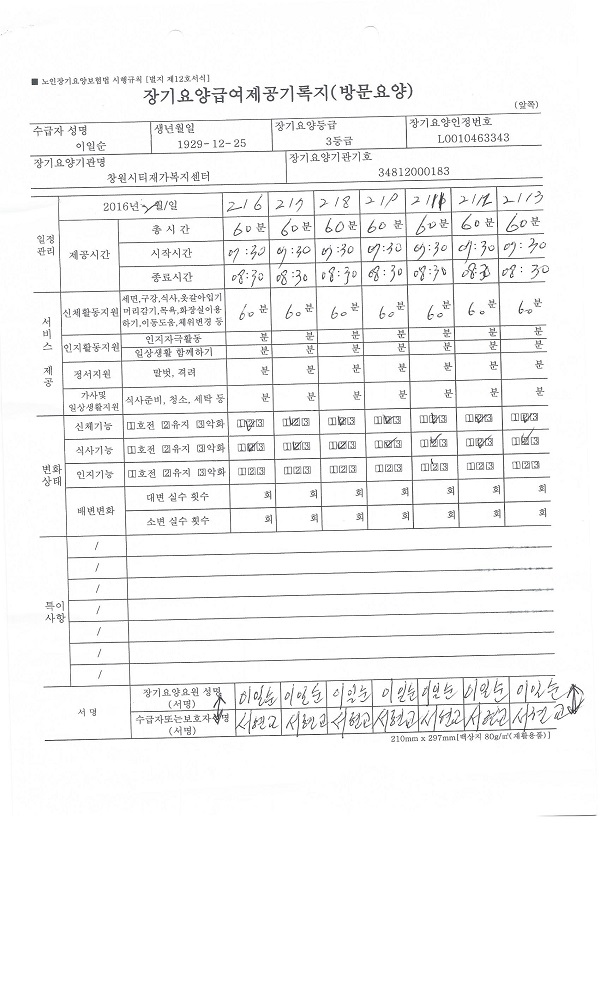 ■ 노인장기요양보험법 시행규칙 [별지 제12호서식]
장기요양급여제공기록지(방문요양)
(앞쪽)
수급자 성명 생년월일 장기요양등급 장기요양인정번호
이일순 1929-12-25 3등급 L0010463343
장기요양기관명 장기요양기관기호
창원시티재가복지센터 34812000183
2016년 월/일 2/6 2/7 2/8 2/9 2/12 2/13
일정관리 제공시간 총 시간 60분 60분 60분 60분 60분 60분 60분
시작시간 07:30 07:30 07:30 07:30 07:30 07:30 07:30
종료시간 08:30 08:30 08:30 08:30 08:30 08:30 08:30
서비스 제공
신체활동지원 세면,구강,식사,옷갈아입기 60분 60분 60분 60분 60분 60분 60분
머리감기,목욕,화장실이용
하기,이동도움,체위변경 등
인지활동지원 인지자극활동 분 분 분 분 분 분 분
일상생활 함께하기 분 분 분 분 분 분 분
정서지원 말벗, 격려 분 분 분 분 분 분 분
가사및
일상생활지원 식사준비, 청소, 세탁 등 분 분 분 분 분 분 분
변화상태
신체기능 1호전 2유지 3악화 123 123 123 123 123 123 123
식사기능 1호전 2유지 3악화 123 123 123 123 123 123 123
인지기능 1호전 2유지 3악화 123 123 123 123 123 123 123
배변변화 대변 실수 횟수 회 회 회 회 회 회 회
소변 실수 횟수 회 회 회 회 회 회 회
특이사항
/
/
/
/
/
/
/
서 명
장기요양요원 성명 이일순 이일순 이일순 이일순 이일순 이일순 이일순
(서명)
수급자또는보호자성명 서현교 서현교 서현교 서현교 서현교 서현교 서현교
(서명)
210mm x 297mm[백상지 80g/㎡(재활용품)]